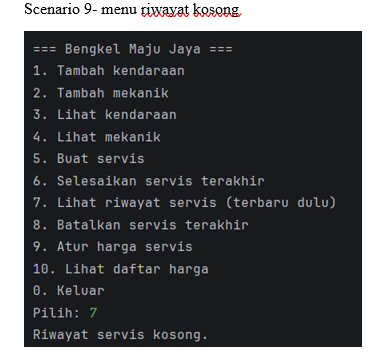 Scenario 9- menu riwayat kosong
=== Bengkel Maju Jaya ===
1. Tambah kendaraan
2. Tambah mekanik
3. Lihat kendaraan
4. Lihat mekanik
5. Buat servis
6. Selesaikan servis terakhir
7. Lihat riwayat servis (terbaru dulu)
8. Batalkan servis terakhir
9. Atur harga servis
10. Lihat daftar harga
0. Keluar
Pilih: 7
Riwayat servis kosong.